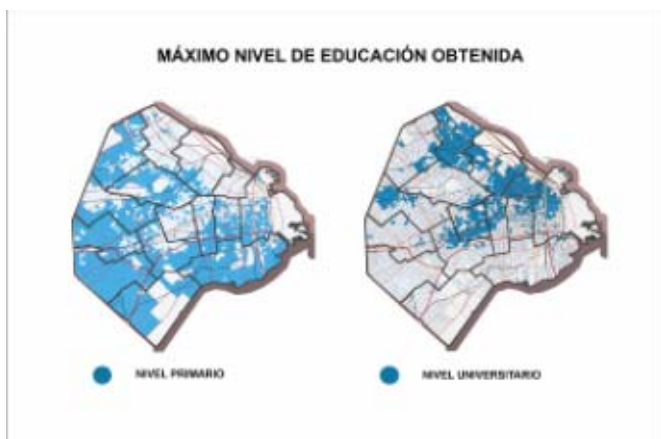 MÁXIMO NIVEL DE EDUCACIÓN OBTENIDA
NIVEL PRIMARIO
NIVEL UNIVERSITARIO